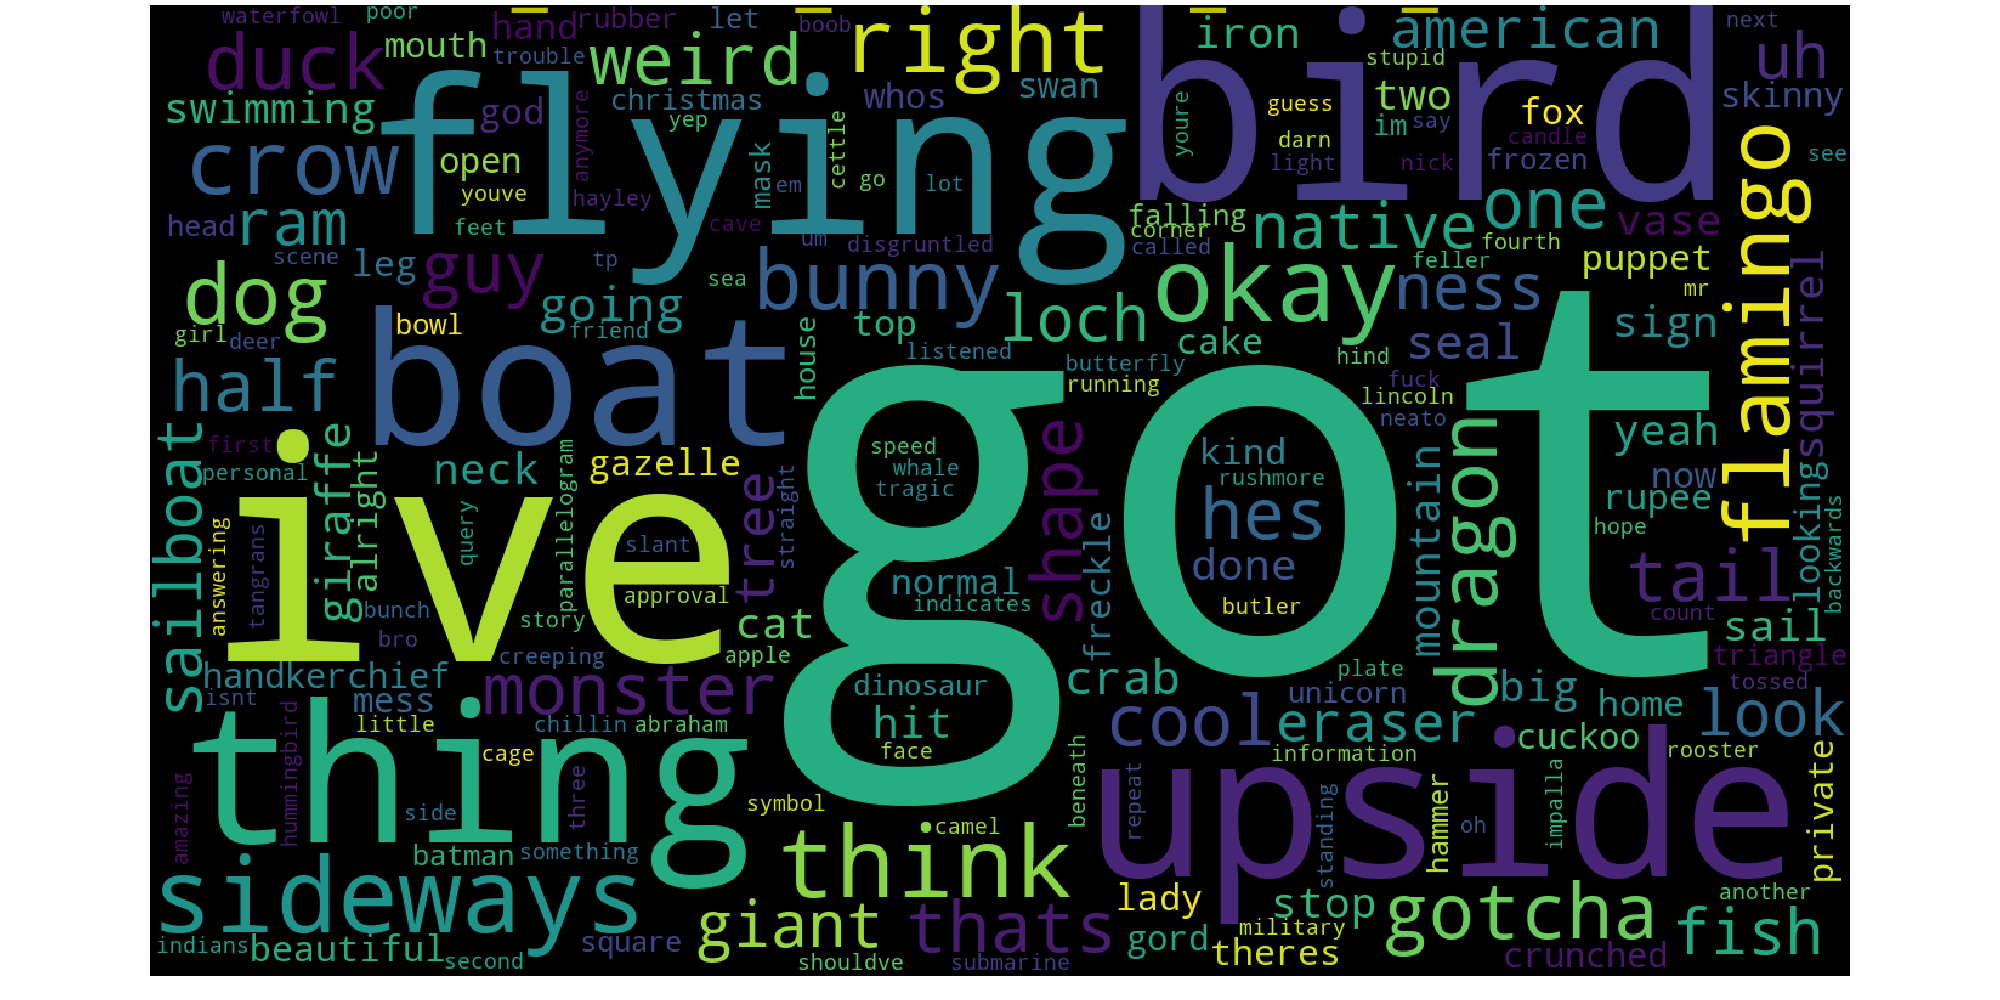 waterfowl
poor
hand
rubber
let
boob
right
iron
american
next
duck
mouth
trouble
weird
bird
stupid
uh
swimming
god
anymore
christmas
yep
whos
swan
youre
guess
two
fox
skinny
crow
flying
open
mask
em
cettle
go
lot
darn
im
say
candle
light
nick
frozen
see
youve
hayley
head
ram
feet
cave
um
disgruntled
falling
corner
called
native
one
fourth
vase
scene
leg
guy
tp
sea
bunny
okay
feller
ness
puppet
mr
flamingo
squirrel
dog
going
girl
deer
bowl
friend
house
top
loch
cake
hind
seal
sign
half
boat
listened
butterfly
running
fuck
lincoln
neato
got
sailboat
first
personal
giraffe
alright
neck
gazelle
tree
straight
speed
whale
tragic
shape
kind
rushmore
hes
mountain
dragon
yeah
now
rupee
hope
looking
backwards
answering
tangrans
ive
query
parallelogram
slant
approval
story
normal
indicates
freckle
done
butler
tail
count
sail
bunch
bro
cat
creeping
apple
handkerchief
isnt
mess
monster
dinosaur
crab
plate
unicorn
big
home
triangle
tossed
look
little
chillin
abraham
hit
face
cool
eraser
cuckoo
rooster
thing
cage
information
amazing
hummingbird
side
three
symbol
beneath
repeat
upside
standing
hammer
oh
impalla
private
batman
something
think
camel
sideways
giant
thats
lady
stop
gotcha
another
fish
indians
beautiful
second
square
shouldve
submarine
gord
military
theres
crunched